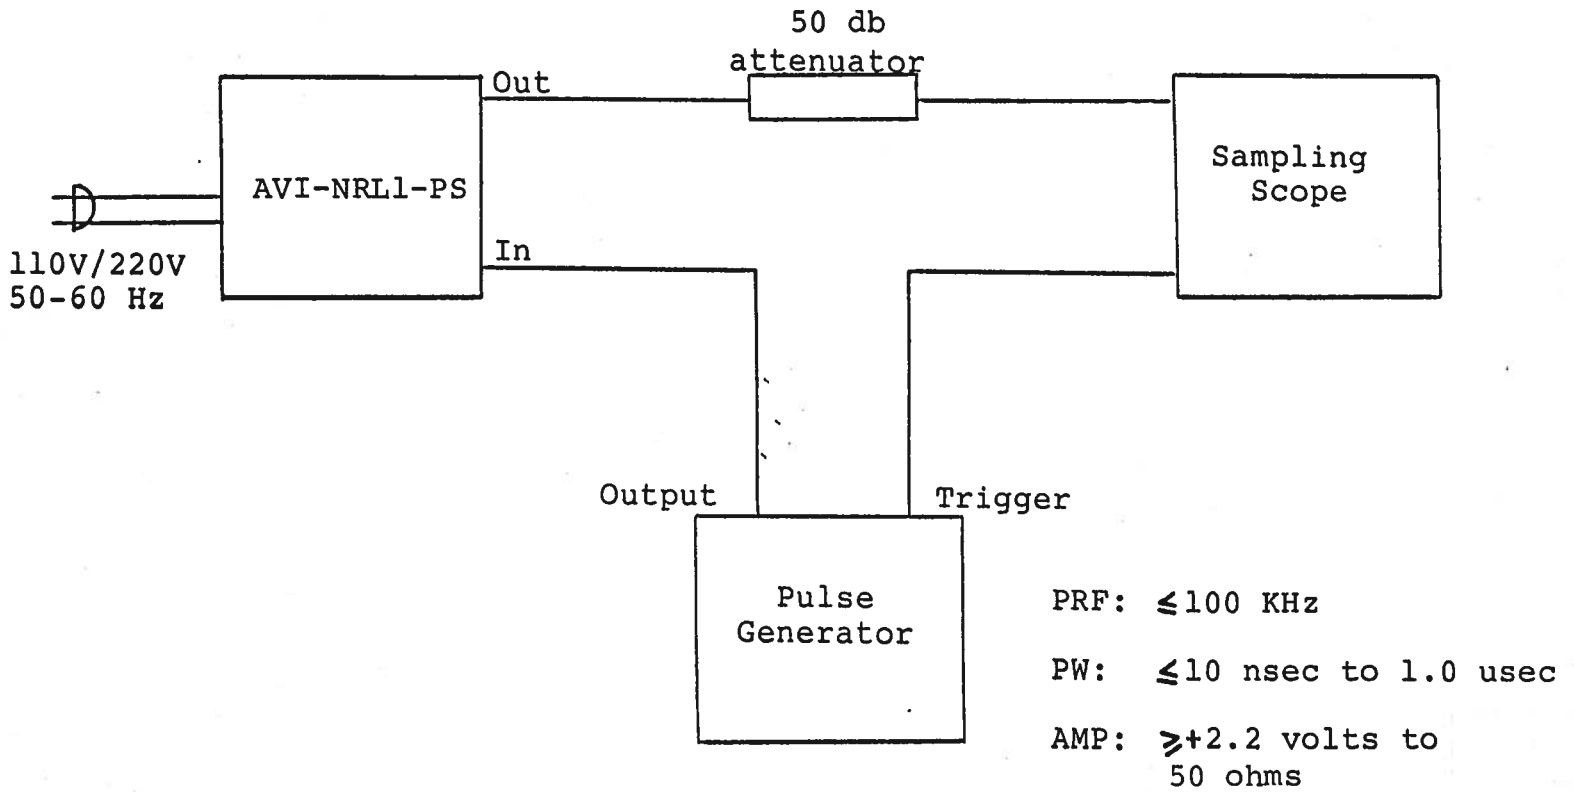 50 db
attenuator
Out
AVI-NRL1-PS
Sampling
Scope
In
110V/220V
50-60 Hz
Output
Trigger
Pulse
Generator
PRF: ≤100 KHz
PW: ≤10 nsec to 1.0 usec
AMP: ≥+2.2 volts to
50 ohms